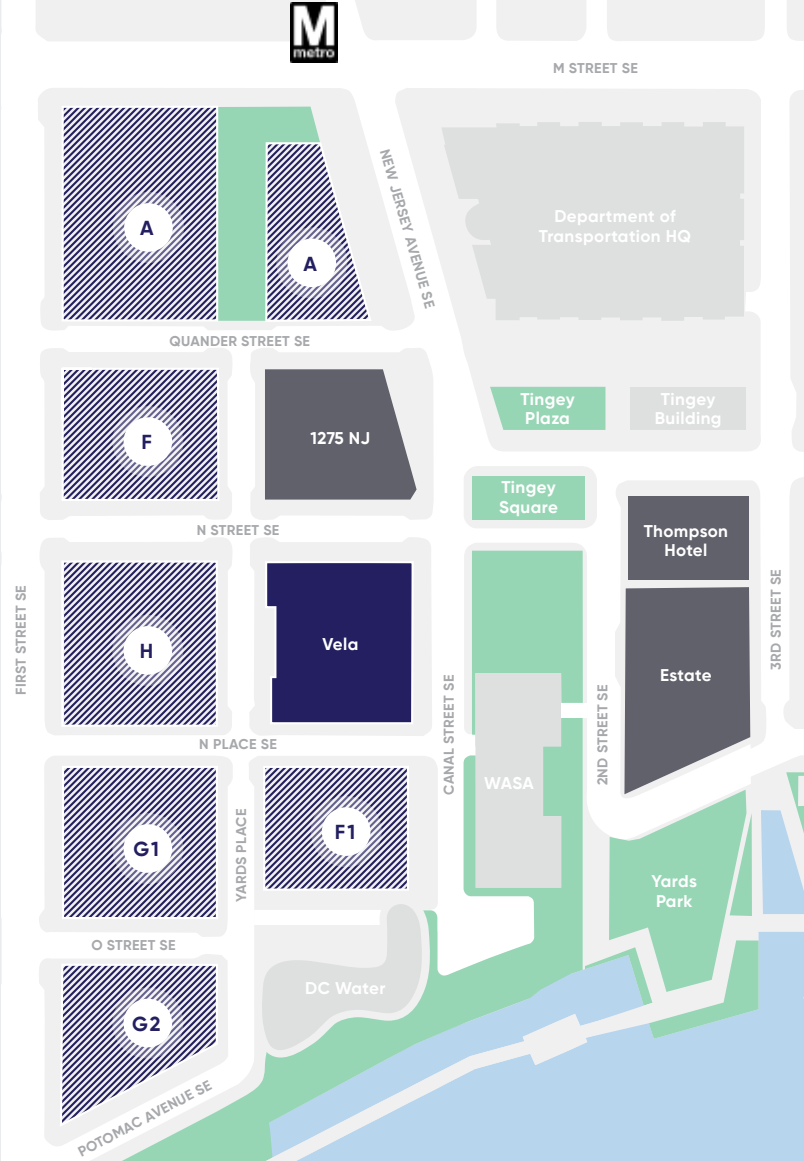 M
metro
M STREET SE
NEW JERSEY AVENUE SE
A
A
Department of
Transportation HQ
QUANDER STREET SE
F
1275 NJ
Tingey
Plaza
Tingey
Building
Tingey
Square
N STREET SE
Thompson
Hotel
FIRST STREET SE
H
Vela
CANAL STREET SE
2ND STREET SE
Estate
3RD STREET SE
N PLACE SE
G1
YARDS PLACE
F1
WASA
Yards
Park
O STREET SE
G2
DC Water
POTOMAC AVENUE SE